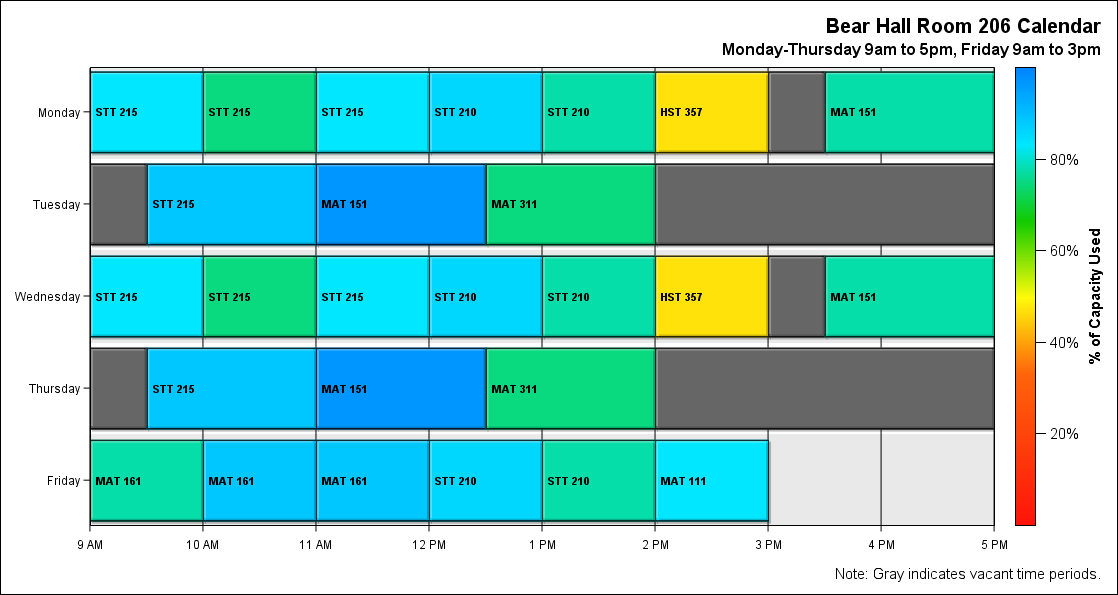 Bear Hall Room 206 Calendar
Monday-Thursday 9am to 5pm, Friday 9am to 3pm
Monday STT 215 STT 215 STT 215 STT 210 STT 210 HST 357 MAT 151
Tuesday STT 215 MAT 151 MAT 311
Wednesday STT 215 STT 215 STT 215 STT 210 STT 210 HST 357 MAT 151
Thursday STT 215 MAT 151 MAT 311
Friday MAT 161 MAT 161 MAT 161 STT 210 STT 210 MAT 111
9 AM 10 AM 11 AM 12 PM 1 PM 2 PM 3 PM 4 PM 5 PM
80%
60%
40%
20%
% of Capacity Used
Note: Gray indicates vacant time periods.